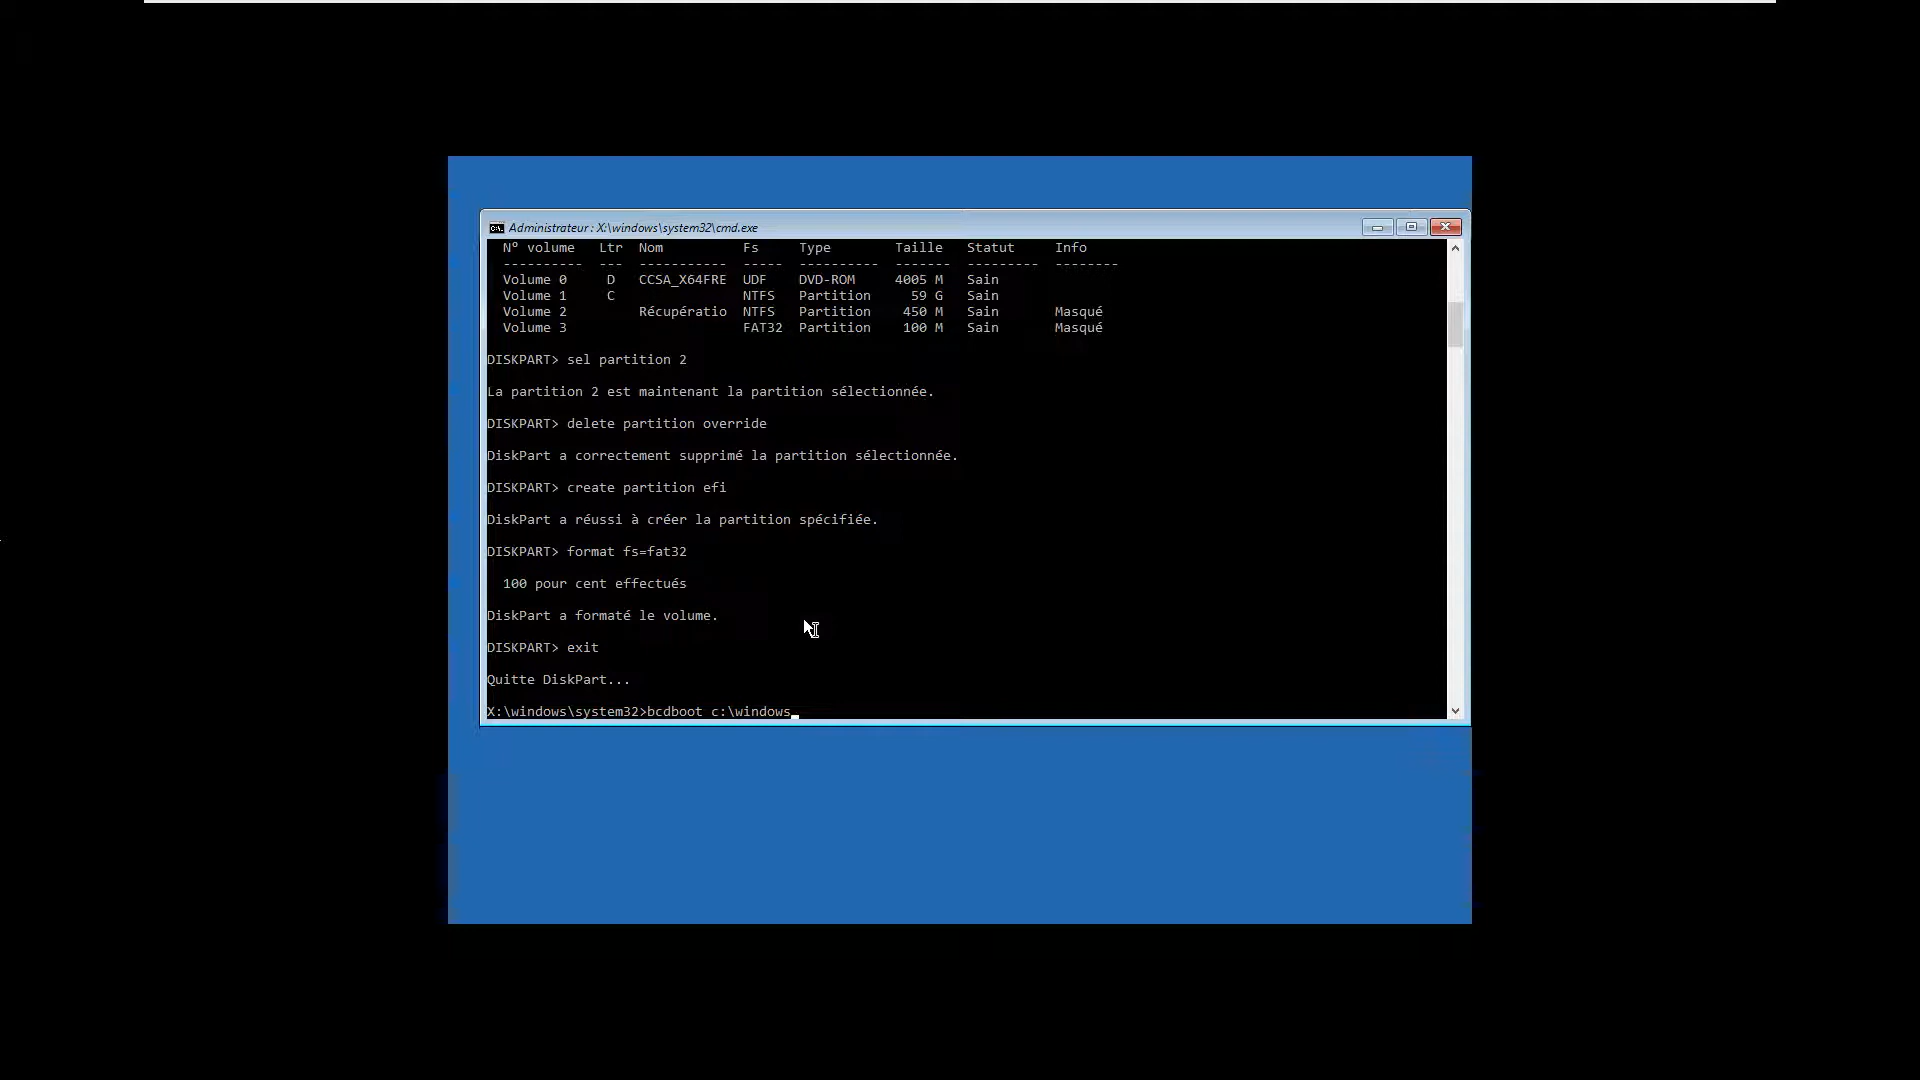 Administrateur : X:\windows\system32\cmd.exe
N° volume   Ltr  Nom          Fs     Type        Taille   Statut     Info
----------  ---  -----------  -----  ----------  -------  ---------  --------
Volume 0     D   CCSA_X64FRE  UDF    DVD-ROM     4005 M   Sain
Volume 1     C                NTFS   Partition     59 G   Sain
Volume 2         Récupératio  NTFS   Partition    450 M   Sain       Masqué
Volume 3                      FAT32  Partition    100 M   Sain       Masqué
DISKPART> sel partition 2
La partition 2 est maintenant la partition sélectionnée.
DISKPART> delete partition override
DiskPart a correctement supprimé la partition sélectionnée.
DISKPART> create partition efi
DiskPart a réussi à créer la partition spécifiée.
DISKPART> format fs=fat32
100 pour cent effectués
DiskPart a formaté le volume.
DISKPART> exit
Quitte DiskPart...
X:\windows\system32>bcdboot c:\windows